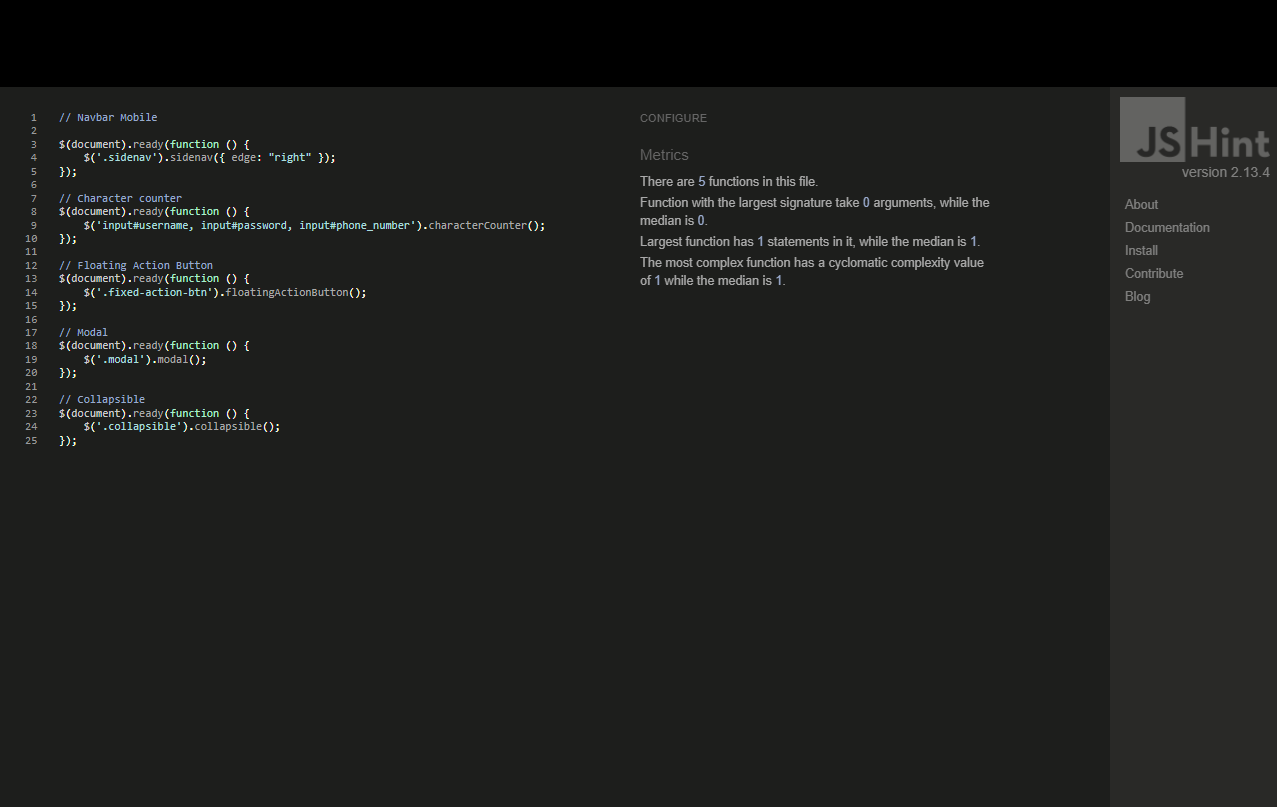 1 // Navbar Mobile
2
3 $(document).ready(function () {
4     $('.sidenav').sidenav({ edge: "right" });
5 });
6
7 // Character counter
8 $(document).ready(function () {
9     $('input#username, input#password, input#phone_number').characterCounter();
10 });
11
12 // Floating Action Button
13 $(document).ready(function () {
14     $('.fixed-action-btn').floatingActionButton();
15 });
16
17 // Modal
18 $(document).ready(function () {
19     $('.modal').modal();
20 });
21
22 // Collapsible
23 $(document).ready(function () {
24     $('.collapsible').collapsible();
25 });
CONFIGURE
Metrics
There are 5 functions in this file.
Function with the largest signature take 0 arguments, while the
median is 0.
Largest function has 1 statements in it, while the median is 1.
The most complex function has a cyclomatic complexity value
of 1 while the median is 1.
JSHint
version 2.13.4
About
Documentation
Install
Contribute
Blog